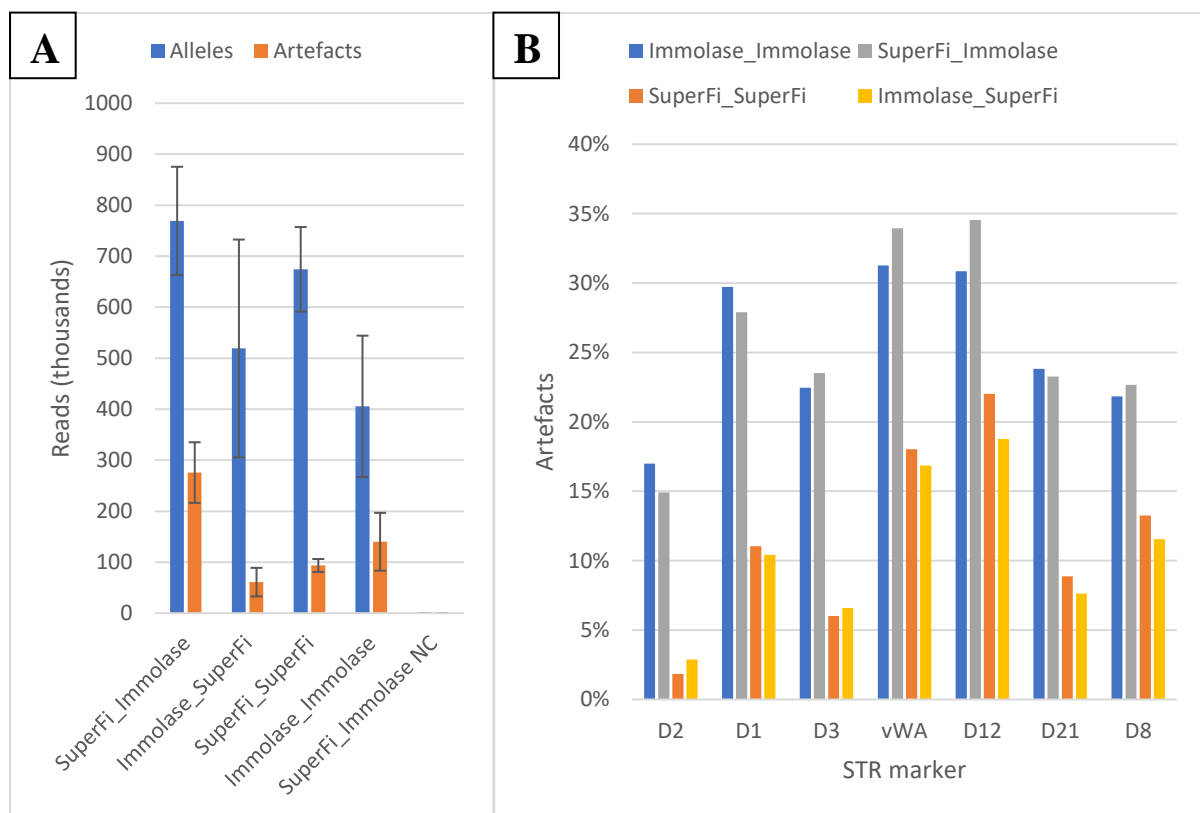 A
Alleles Artefacts
Reads (thousands)
1000
900
800
700
600
500
400
300
200
100
0
SuperFi_Immolase
Immolase_SuperFi
SuperFi_SuperFi
Immolase_Immolase
SuperFi_Immolase NC
B
Immolase_Immolase SuperFi_Immolase
SuperFi_SuperFi Immolase_SuperFi
Artefacts
40%
35%
30%
25%
20%
15%
10%
5%
0%
D2 D1 D3 vWA D12 D21 D8
STR marker